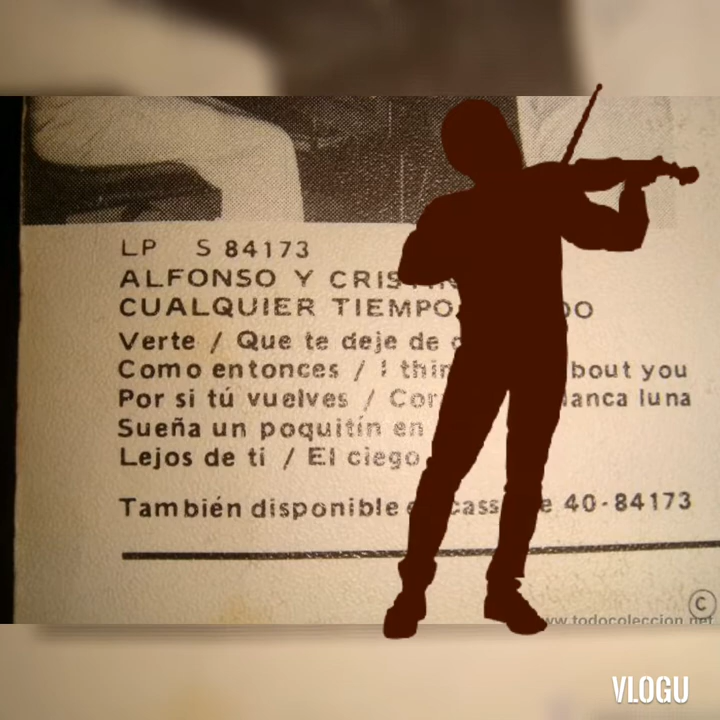 LP S 84173
ALFONSO Y
CUALQUIER TIEMPO
Verte / Que te deje de
Como entonces / I bout you
Por si tú vuelves / lanca luna
Sueña un poquitín en
Lejos de ti / El ciego
También disponible 40-84173
©
www.todocoleccion.net
VLOGU